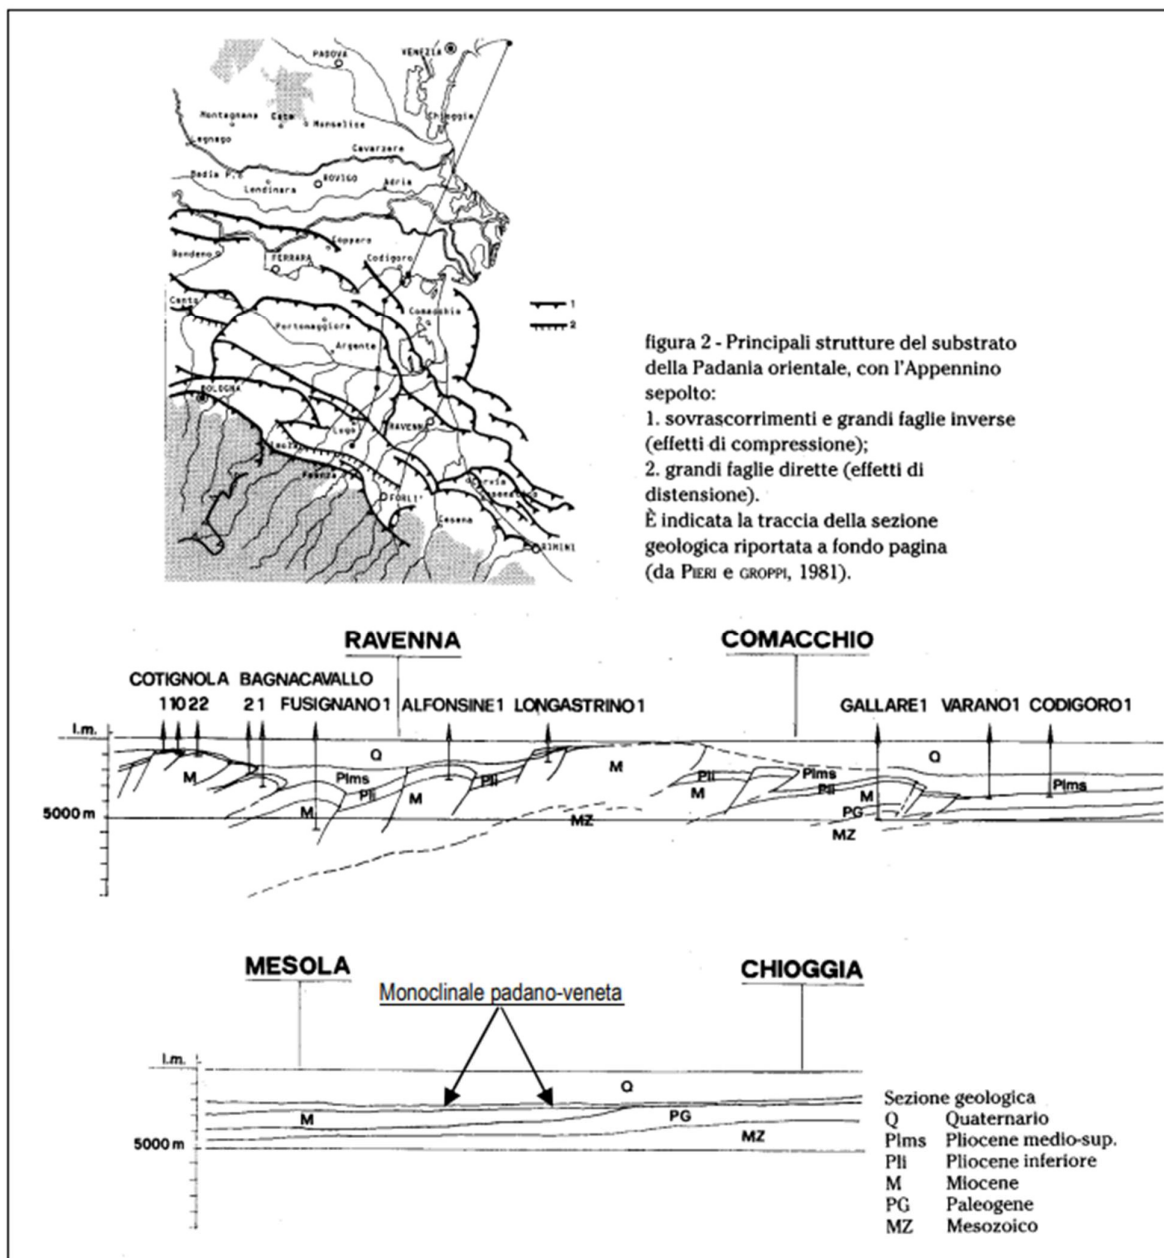 PADOVA
VENEZIA
Chioggia
Montagnana
Este
Monselice
Legnago
Cavarzere
Badia P.
Lendinara
ROVIGO
Adria
Copparo
Bondeno
FERRARA
Codigoro
Cento
Comacchio
Portomaggiore
Argenta
BOLOGNA
Lugo
RAVENNA
Imola
Faenza
FORLI'
Cervia
Cesena
RIMINI
1
2
figura 2 - Principali strutture del substrato
della Padania orientale, con l'Appennino
sepolto:
1. sovrascorrimenti e grandi faglie inverse
(effetti di compressione);
2. grandi faglie dirette (effetti di
distensione).
È indicata la traccia della sezione
geologica riportata a fondo pagina
(da PIERI e GROPPI, 1981).
RAVENNA
COMACCHIO
COTIGNOLA BAGNACAVALLO
1 10 22 2 1 FUSIGNANO 1 ALFONSINE 1 LONGASTRINO 1 GALLARE 1 VARANO 1 CODIGORO 1
l.m.
Q
Q
M
Plms
Pli
M
M
Pli
M
MZ
Pli
M
Plms
Pli
M
PG
MZ
Plms
5000 m
MESOLA
CHIOGGIA
Monoclinale padano-veneta
l.m.
Q
M
PG
MZ
5000 m
Sezione geologica
Q Quaternario
Plms Pliocene medio-sup.
Pli Pliocene inferiore
M Miocene
PG Paleogene
MZ Mesozoico